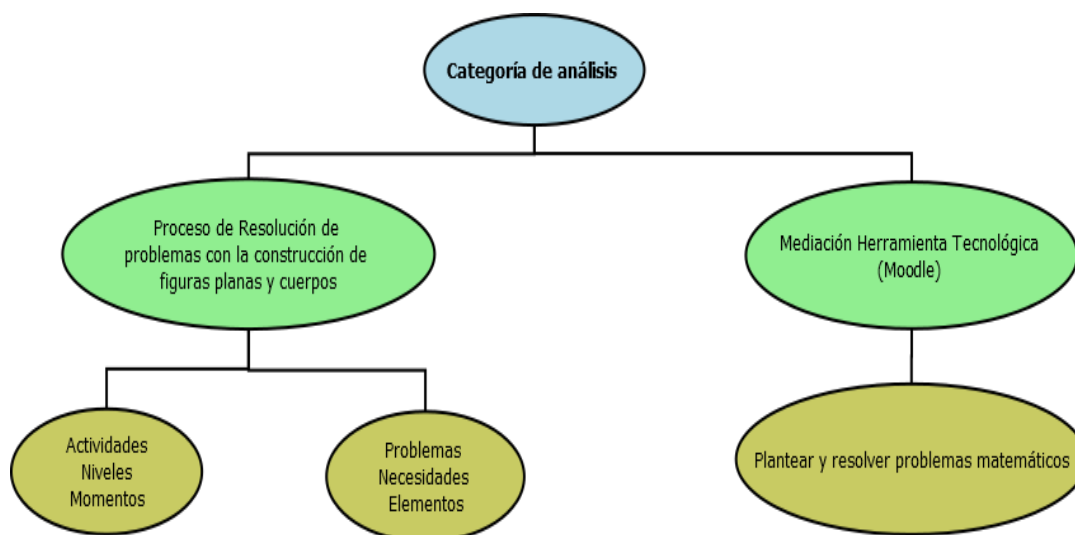 Categoría de análisis
Proceso de Resolución de
problemas con la construcción de
figuras planas y cuerpos
Mediación Herramienta Tecnológica
(Moodle)
Actividades
Niveles
Momentos
Problemas
Necesidades
Elementos
Plantear y resolver problemas matemáticos